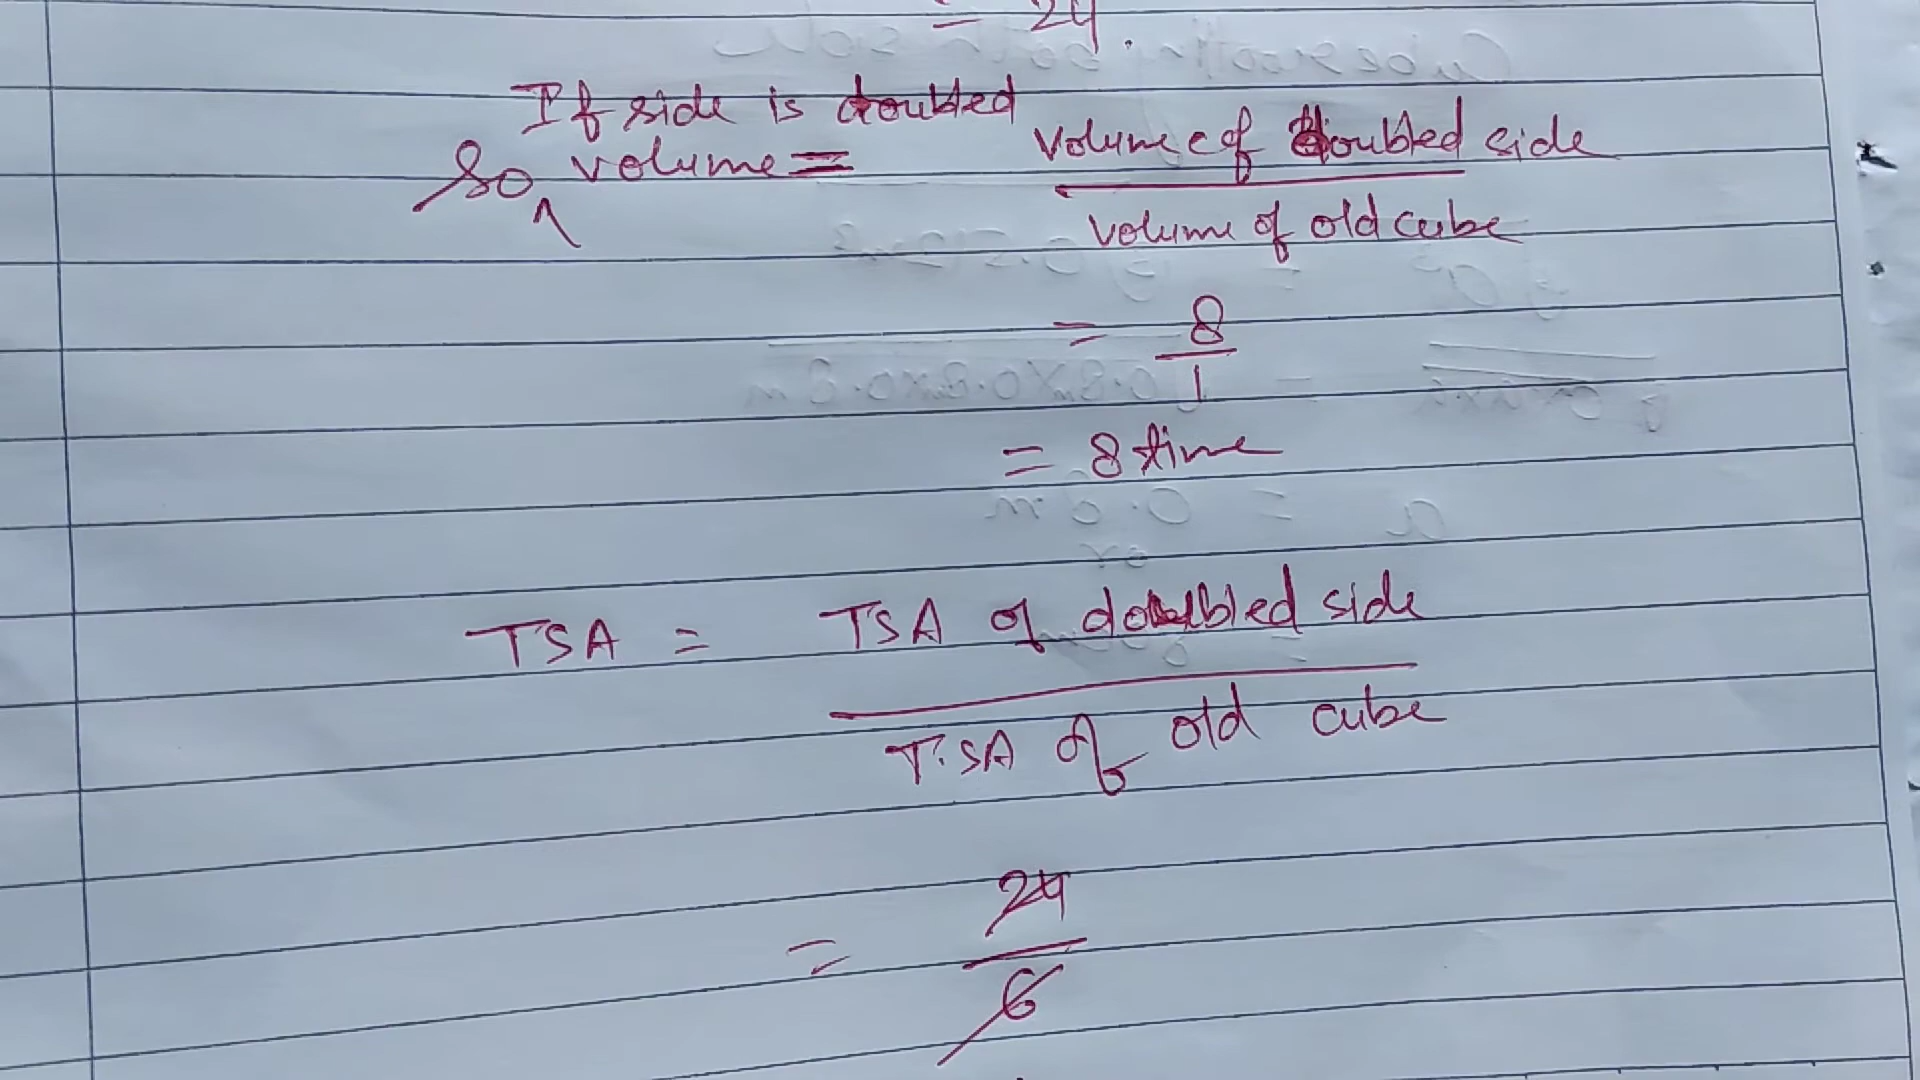 = 24.
If side is doubled
So, volume = volume of doubled side
volume of old cube
= 8
1
= 8 time
TSA = TSA of doubled side
T.SA of old cube
= 24
6